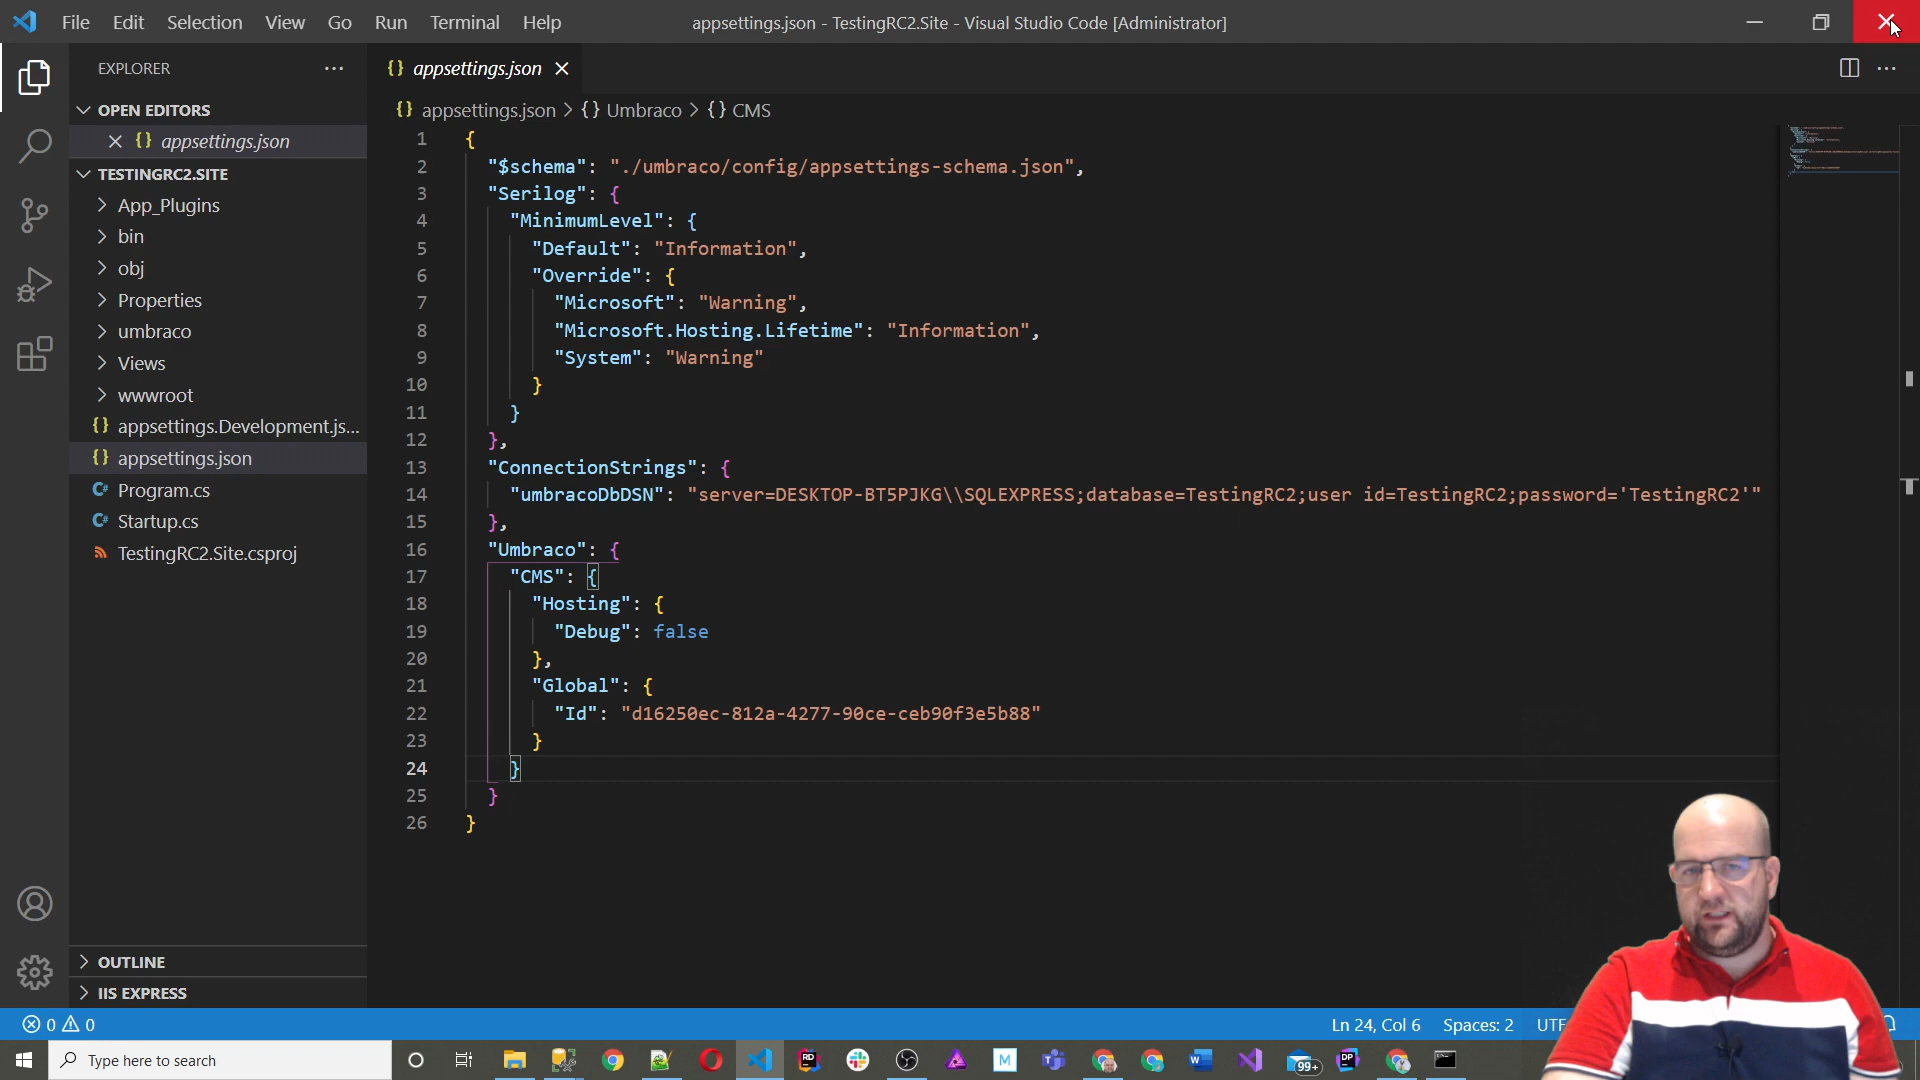 File Edit Selection View Go Run Terminal Help
appsettings.json - TestingRC2.Site - Visual Studio Code [Administrator]
EXPLORER
OPEN EDITORS
appsettings.json
TESTINGRC2.SITE
App_Plugins
bin
obj
Properties
umbraco
Views
wwwroot
appsettings.Development.js...
appsettings.json
Program.cs
Startup.cs
TestingRC2.Site.csproj
OUTLINE
IIS EXPRESS
appsettings.json
appsettings.json > {} Umbraco > {} CMS
1 {
2 "$schema": "./umbraco/config/appsettings-schema.json",
3 "Serilog": {
4 "MinimumLevel": {
5 "Default": "Information",
6 "Override": {
7 "Microsoft": "Warning",
8 "Microsoft.Hosting.Lifetime": "Information",
9 "System": "Warning"
10 }
11 }
12 },
13 "ConnectionStrings": {
14 "umbracoDbDSN": "server=DESKTOP-BT5PJKG\\SQLEXPRESS;database=TestingRC2;user id=TestingRC2;password='TestingRC2'"
15 },
16 "Umbraco": {
17 "CMS": {
18 "Hosting": {
19 "Debug": false
20 },
21 "Global": {
22 "Id": "d16250ec-812a-4277-90ce-ceb90f3e5b88"
23 }
24 }
25 }
26 }
0 0
Ln 24, Col 6 Spaces: 2 UTF
Type here to search
99+